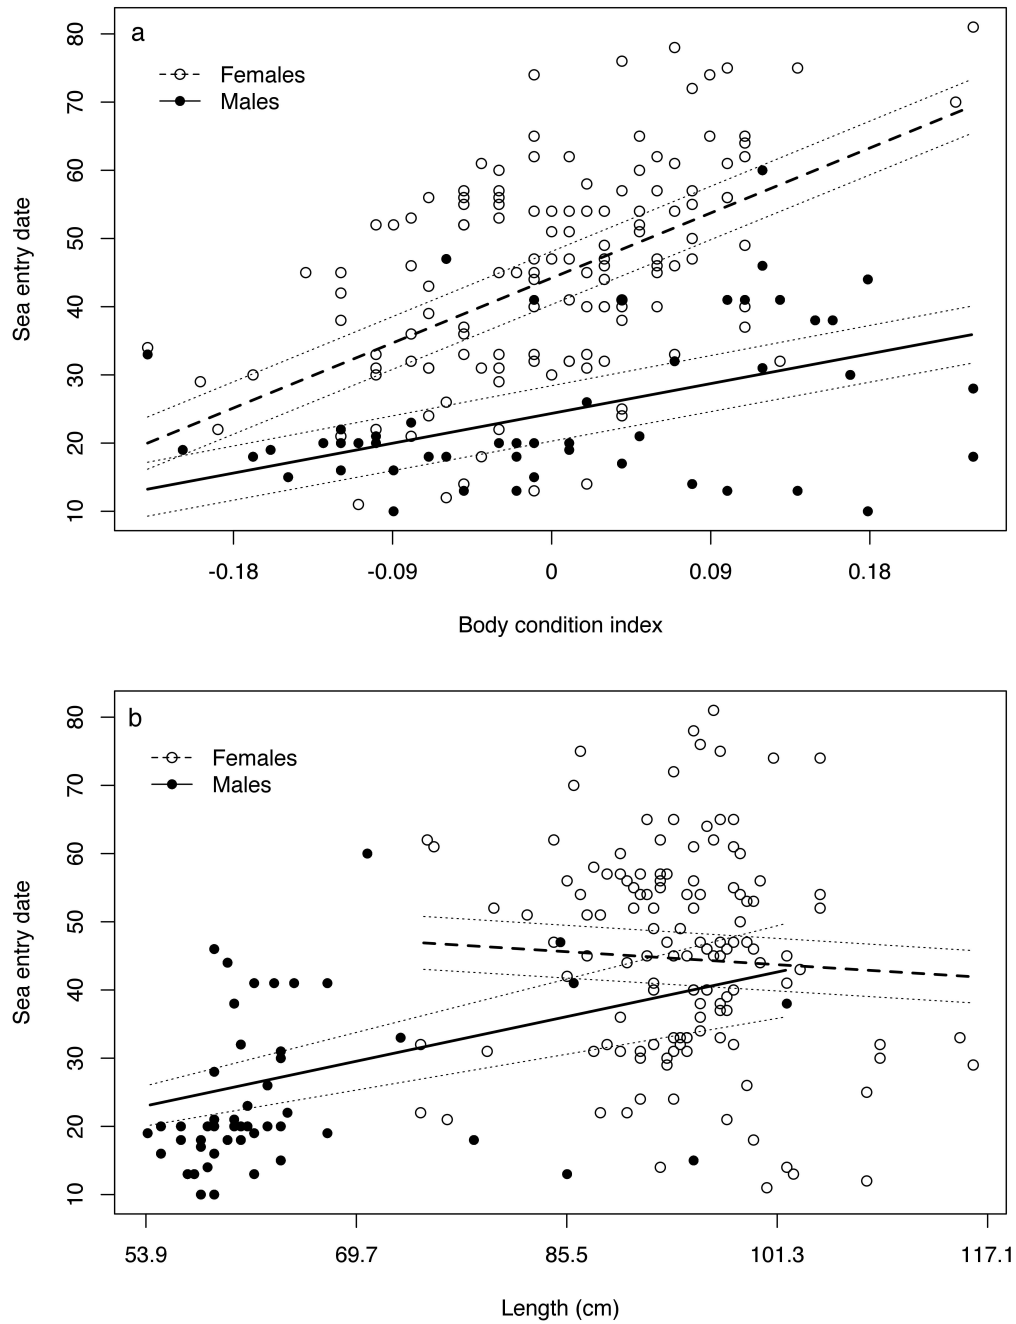 a
Females
Males
80
70
60
50
40
30
20
10
Sea entry date
-0.18 -0.09 0 0.09 0.18
Body condition index
b
Females
Males
80
70
60
50
40
30
20
10
Sea entry date
53.9 69.7 85.5 101.3 117.1
Length (cm)